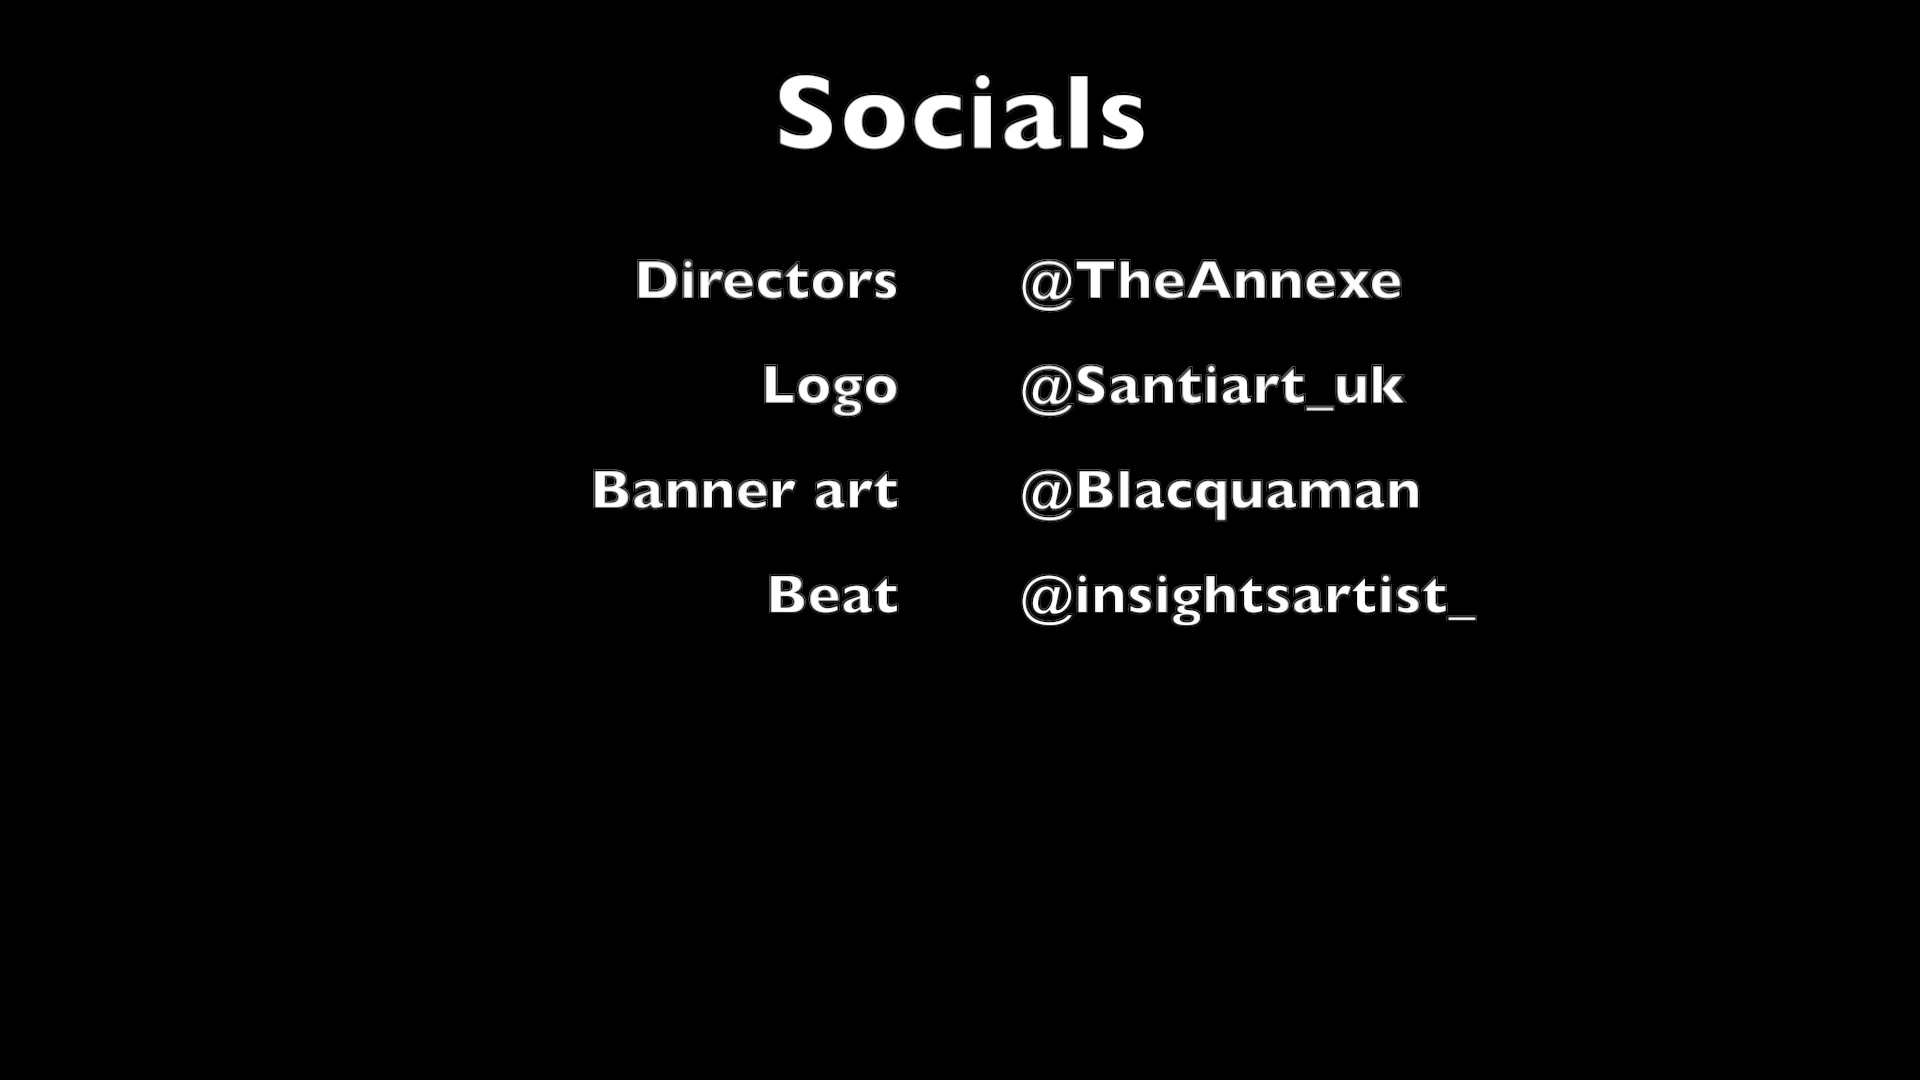 Socials
Directors @TheAnnexe
Logo @Santiart_uk
Banner art @Blacquaman
Beat @insightsartist_